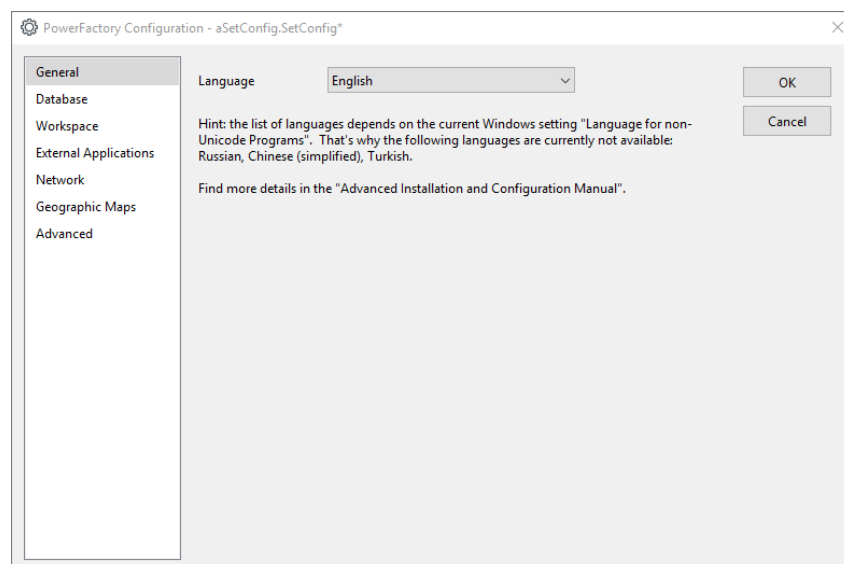 PowerFactory Configuration - aSetConfig.SetConfig*
General
Database
Workspace
External Applications
Network
Geographic Maps
Advanced
Language English
Hint: the list of languages depends on the current Windows setting "Language for non-
Unicode Programs".  That's why the following languages are currently not available:
Russian, Chinese (simplified), Turkish.
Find more details in the "Advanced Installation and Configuration Manual".
OK
Cancel